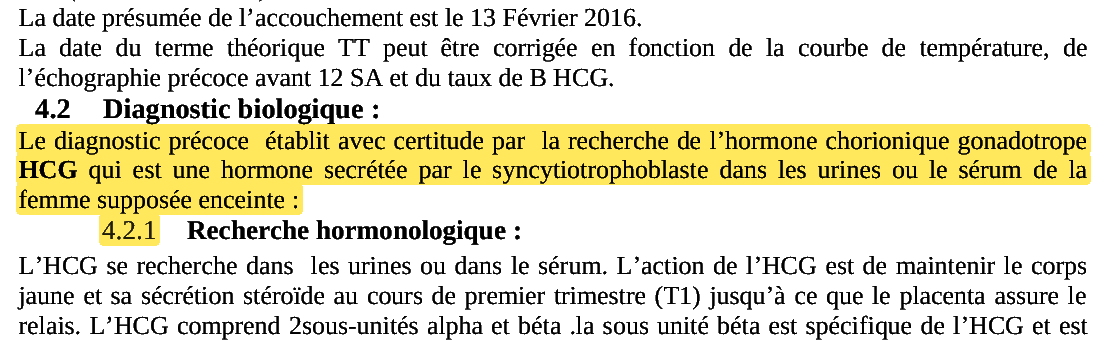 La date présumée de l’accouchement est le 13 Février 2016.
La date du terme théorique TT peut être corrigée en fonction de la courbe de température, de
l’échographie précoce avant 12 SA et du taux de B HCG.
4.2 Diagnostic biologique :
Le diagnostic précoce établit avec certitude par la recherche de l’hormone chorionique gonadotrope
HCG qui est une hormone secrétée par le syncytiotrophoblaste dans les urines ou le sérum de la
femme supposée enceinte :
4.2.1 Recherche hormonologique :
L’HCG se recherche dans les urines ou dans le sérum. L’action de l’HCG est de maintenir le corps
jaune et sa sécrétion stéroïde au cours de premier trimestre (T1) jusqu’à ce que le placenta assure le
relais. L’HCG comprend 2sous-unités alpha et béta .la sous unité béta est spécifique de l’HCG et est